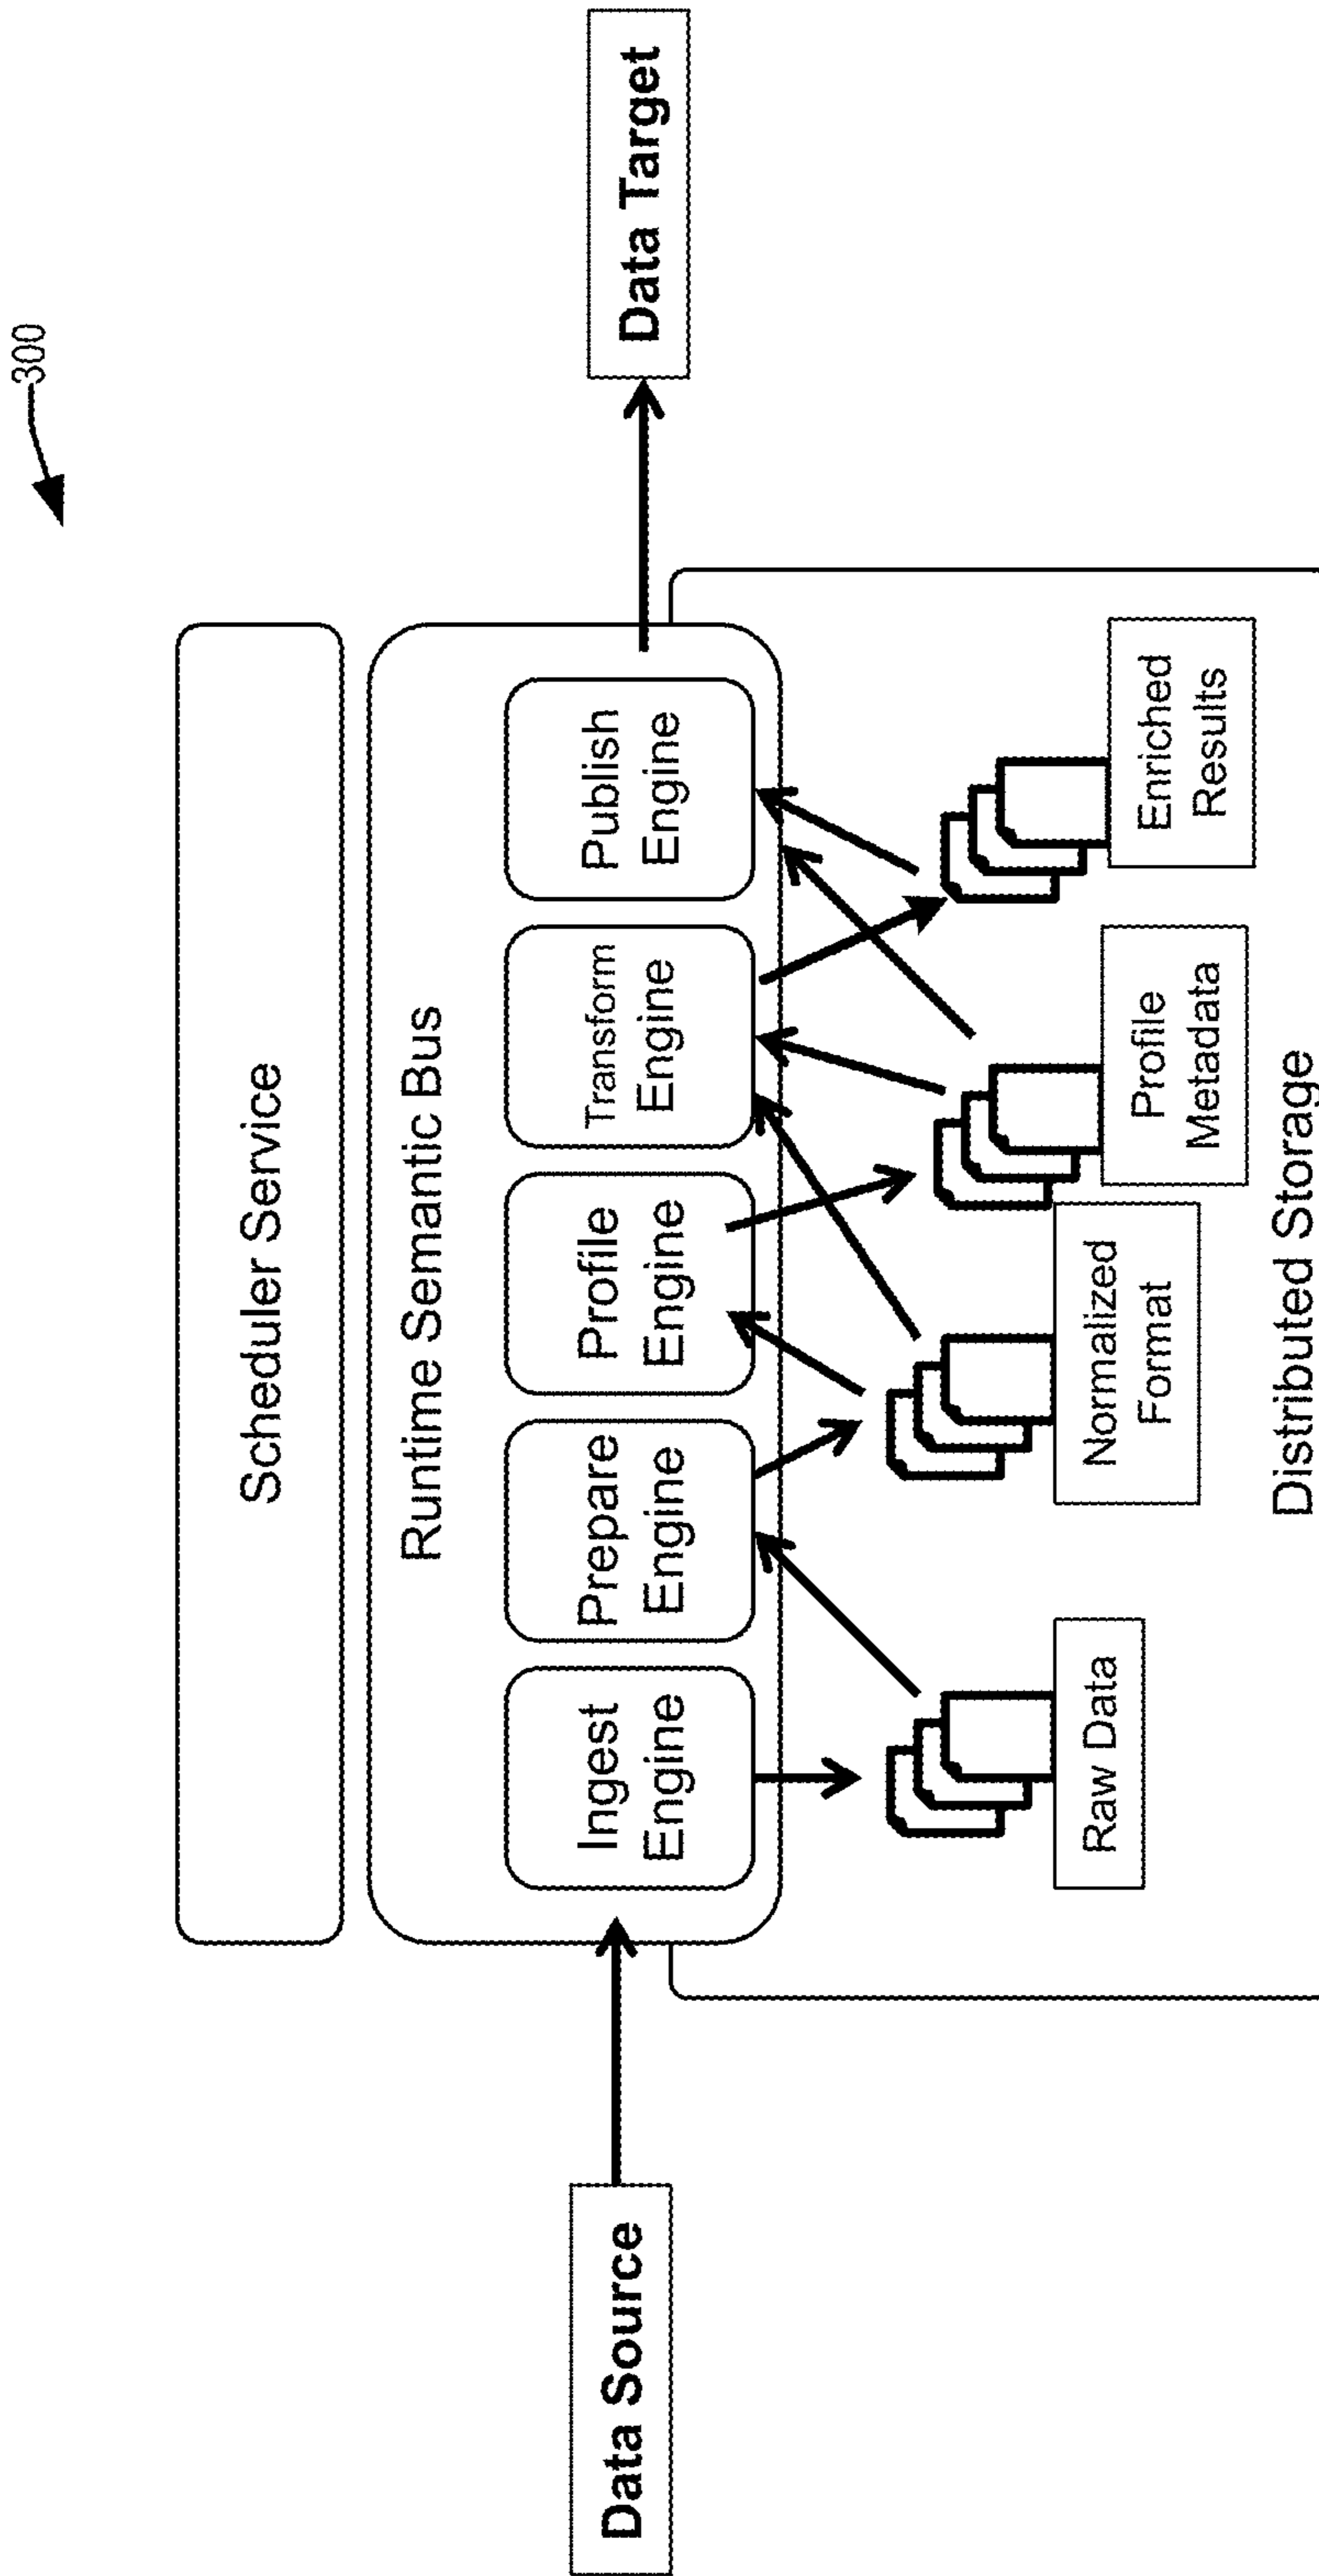 300
Scheduler Service
Runtime Semantic Bus
Data Source
Ingest
Engine
Prepare
Engine
Profile
Engine
Transform
Engine
Publish
Engine
Data Target
Raw Data
Normalized
Format
Profile
Metadata
Enriched
Results
Distributed Storage